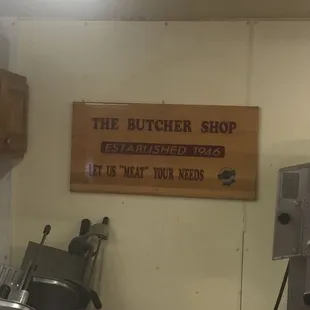 THE BUTCHER SHOP
ESTABLISHED 1946
LET US "MEAT" YOUR NEEDS